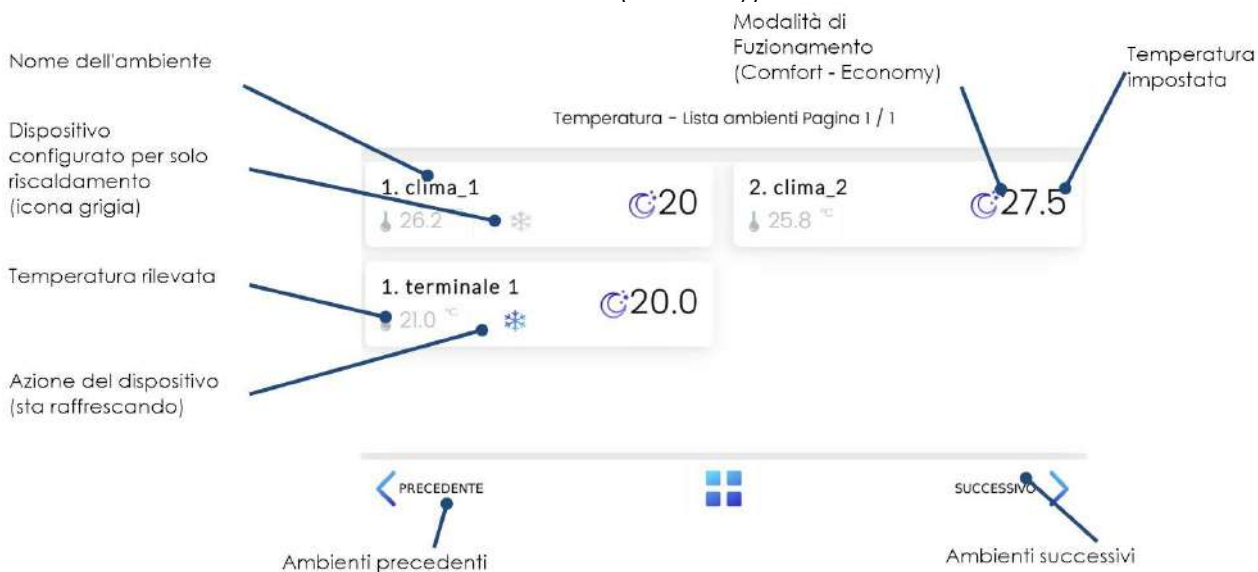 Modalità di
Fuzionamento
(Comfort - Economy)
Temperatura
impostata
Nome dell'ambiente
Temperatura - Lista ambienti Pagina 1 / 1
Dispositivo
configurato per solo
riscaldamento
(icona grigia)
1. clima_1
26.2
20
2. clima_2
25.8 °C
27.5
Temperatura rilevata
1. terminale 1
21.0 °C
20.0
Azione del dispositivo
(sta raffrescando)
PRECEDENTE
SUCCESSIVO
Ambienti precedenti
Ambienti successivi